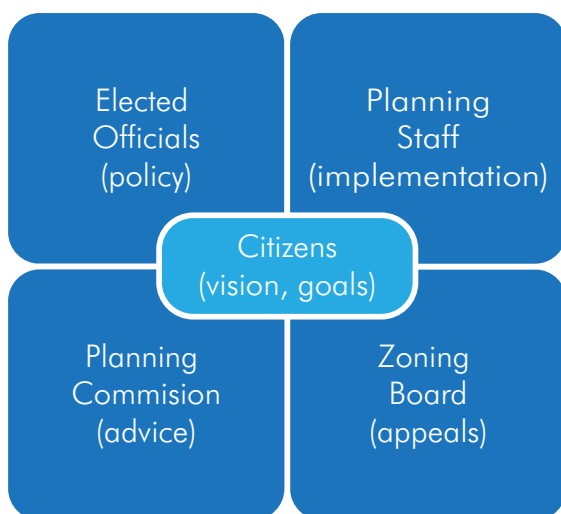 Elected
Officials
(policy)
Planning
Staff
(implementation)
Citizens
(vision, goals)
Planning
Commision
(advice)
Zoning
Board
(appeals)